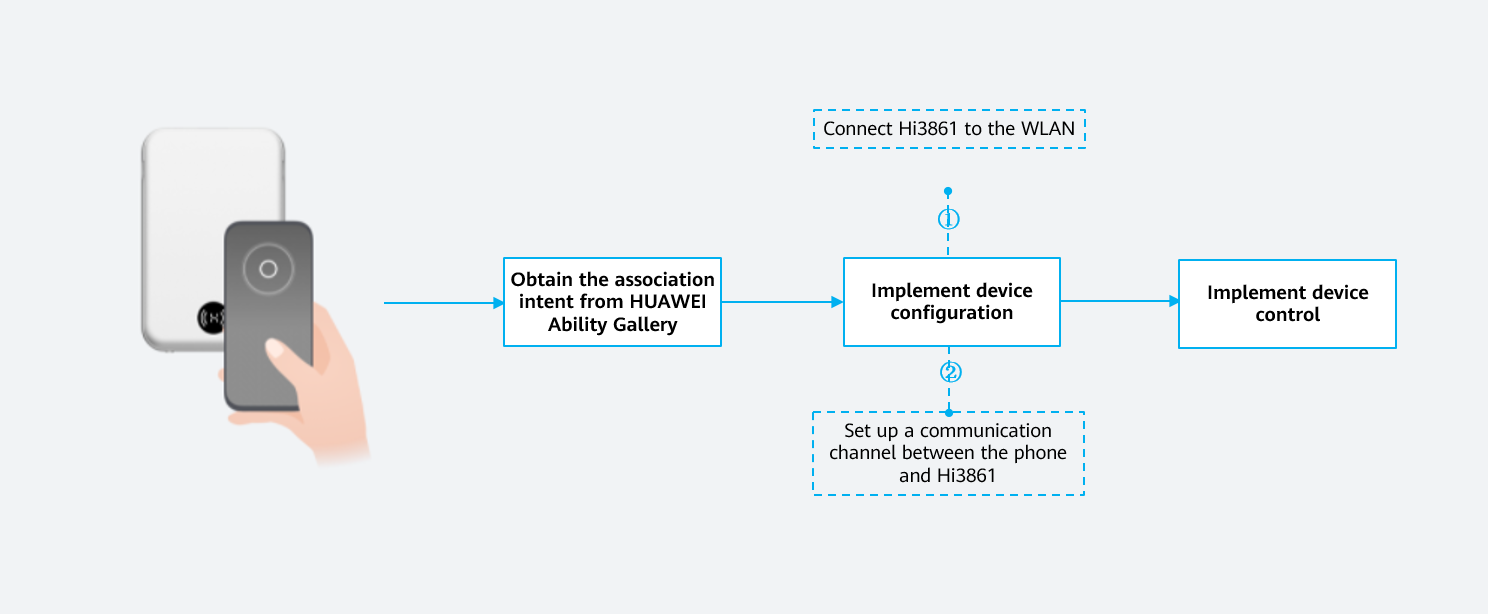 Connect Hi3861 to the WLAN
①
Obtain the association
intent from HUAWEI
Ability Gallery
Implement device
configuration
Implement device
control
②
Set up a communication
channel between the phone
and Hi3861